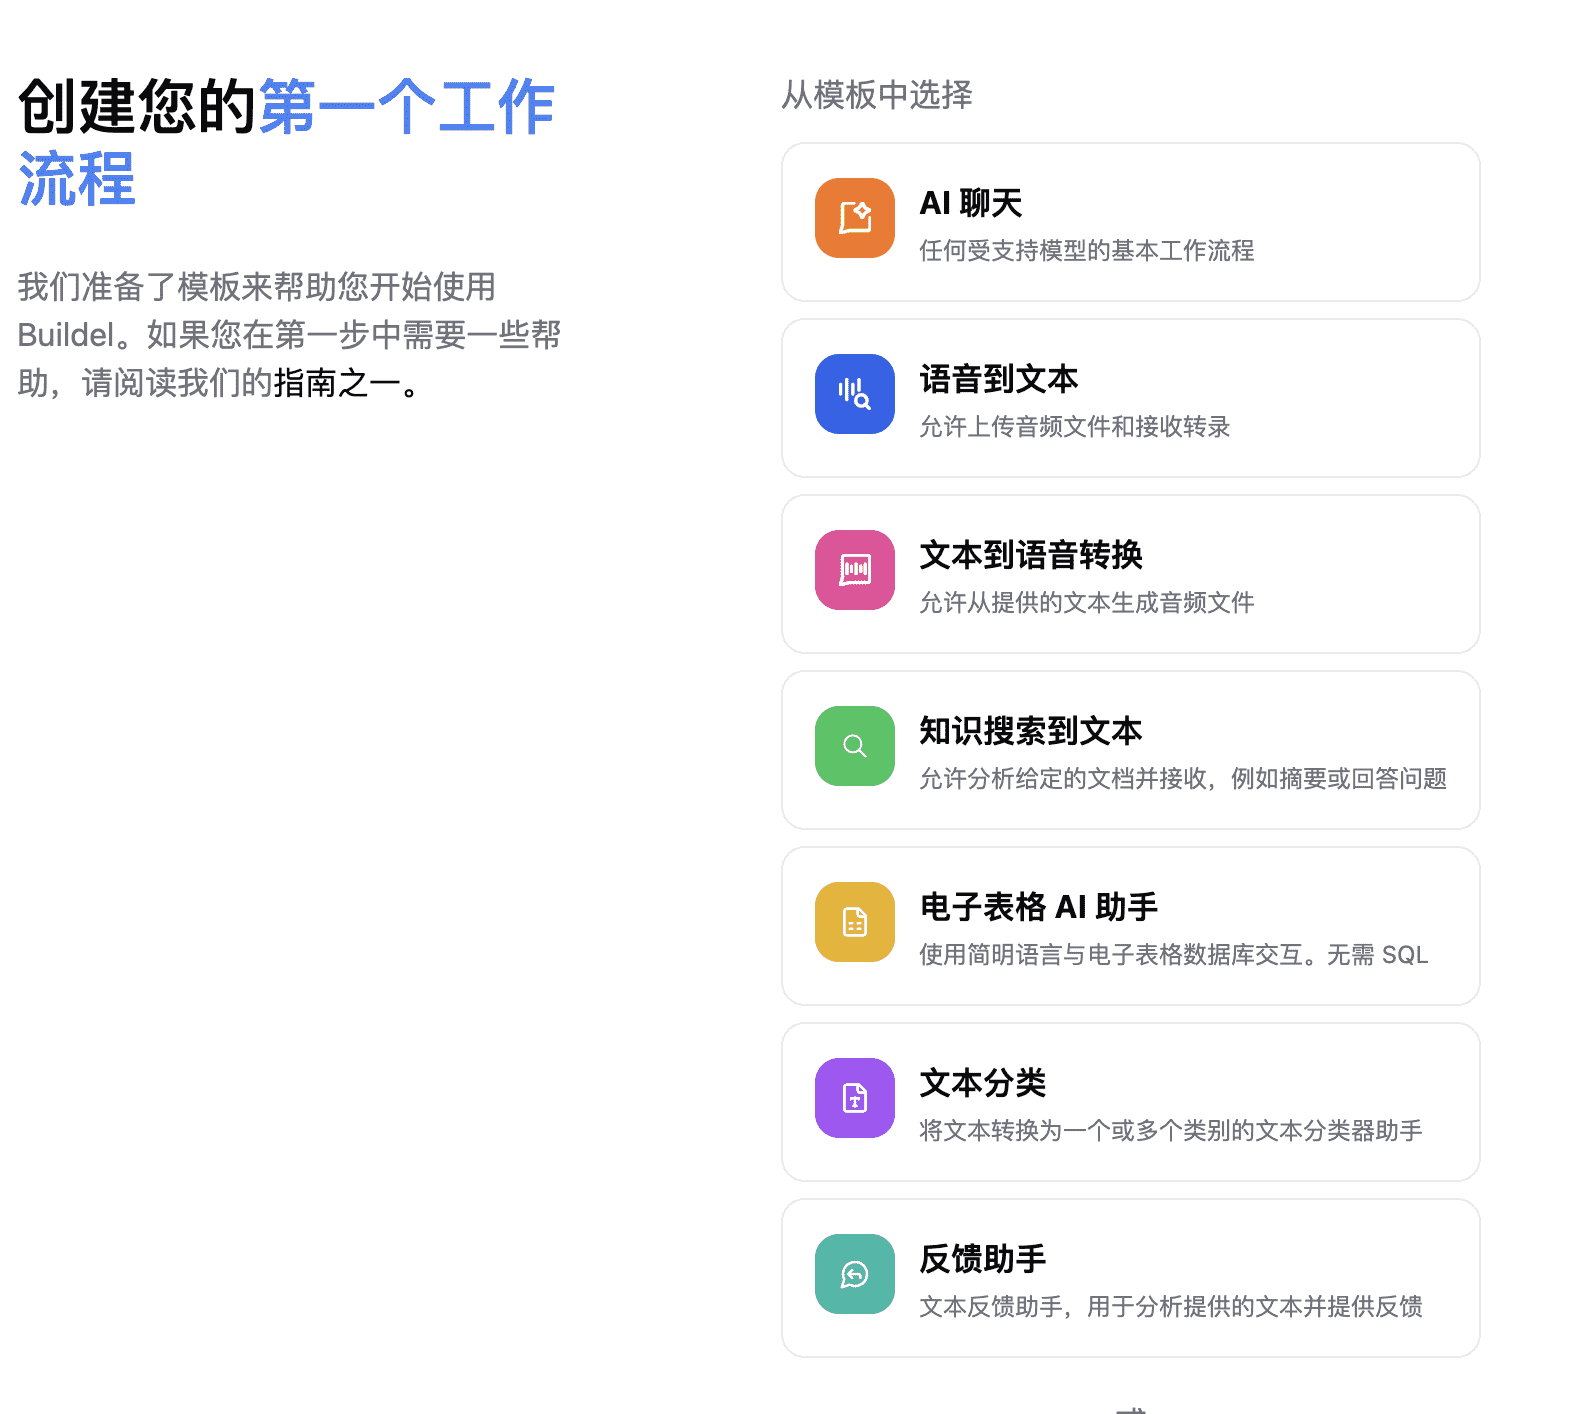 创建您的第一个工作
流程
我们准备了模板来帮助您开始使用
Buildel。如果您在第一步中需要一些帮
助，请阅读我们的指南之一。
从模板中选择
AI 聊天
任何受支持模型的基本工作流程
语音到文本
允许上传音频文件和接收转录
文本到语音转换
允许从提供的文本生成音频文件
知识搜索到文本
允许分析给定的文档并接收，例如摘要或回答问题
电子表格 AI 助手
使用简明语言与电子表格数据库交互。无需 SQL
文本分类
将文本转换为一个或多个类别的文本分类器助手
反馈助手
文本反馈助手，用于分析提供的文本并提供反馈